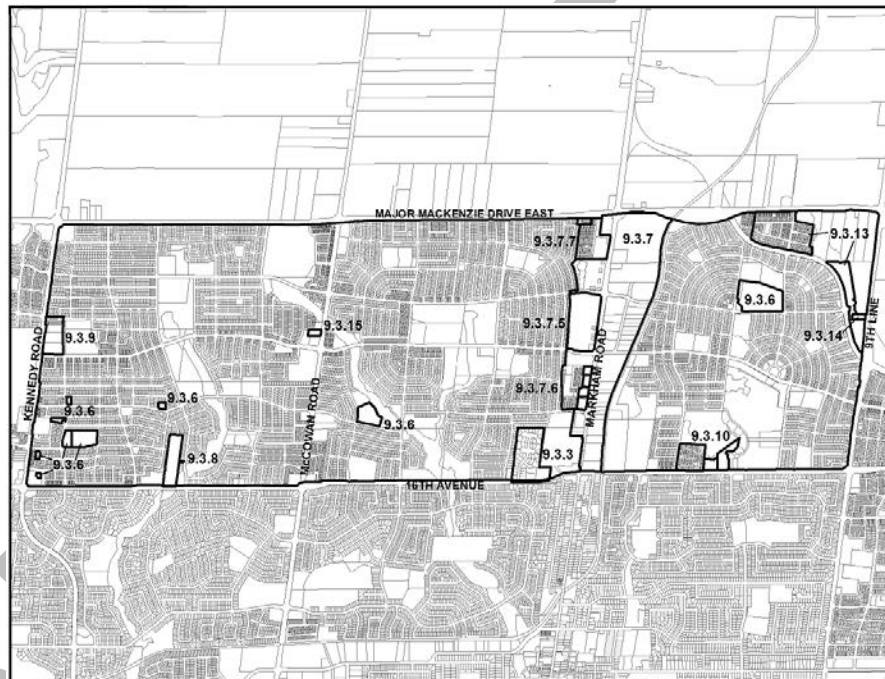 MAJOR MACKENZIE DRIVE EAST
9.3.7.7
9.3.7
9.3.13
9.3.6
9.3.14
9TH LINE
9.3.7.5
MARKHAM ROAD
9.3.15
KENNEDY ROAD
9.3.9
9.3.7.6
McCOWAN ROAD
9.3.6
9.3.6
9.3.6
9.3.10
9.3.3
9.3.8
9.3.6
16TH AVENUE